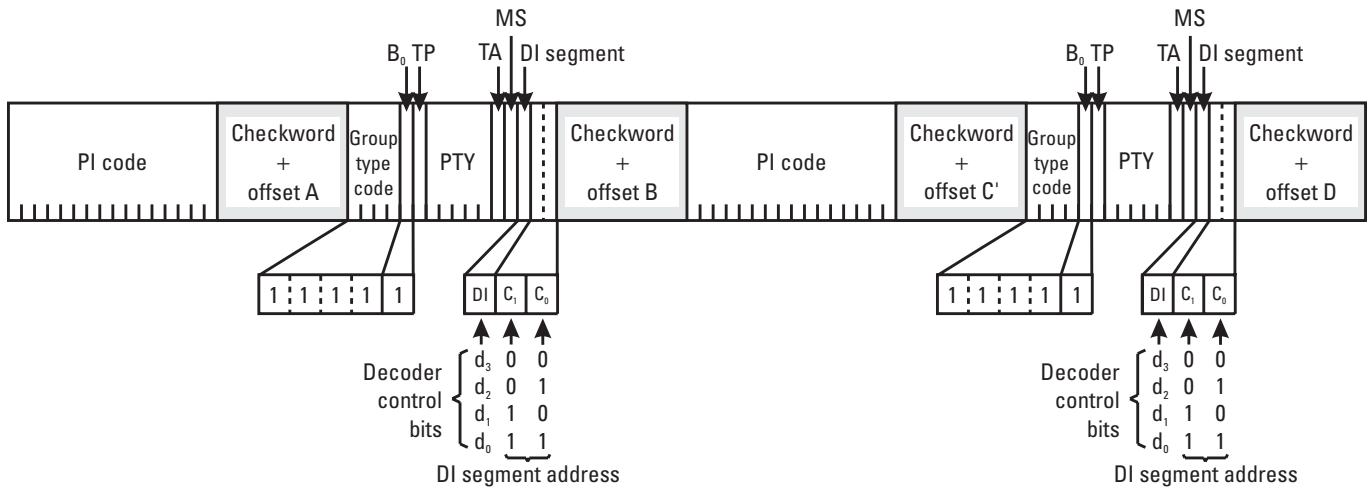 MS MS
B₀ TP TA DI segment B₀ TP TA DI segment
PI code
Checkword
+
offset A
Group
type
code
PTY
Checkword
+
offset B
PI code
Checkword
+
offset C'
Group
type
code
PTY
Checkword
+
offset D
1 1 1 1 1 DI C₁ C₀ 1 1 1 1 1 DI C₁ C₀
Decoder
control
bits
d₃ 0 0
d₂ 0 1
d₁ 1 0
d₀ 1 1
DI segment address
Decoder
control
bits
d₃ 0 0
d₂ 0 1
d₁ 1 0
d₀ 1 1
DI segment address